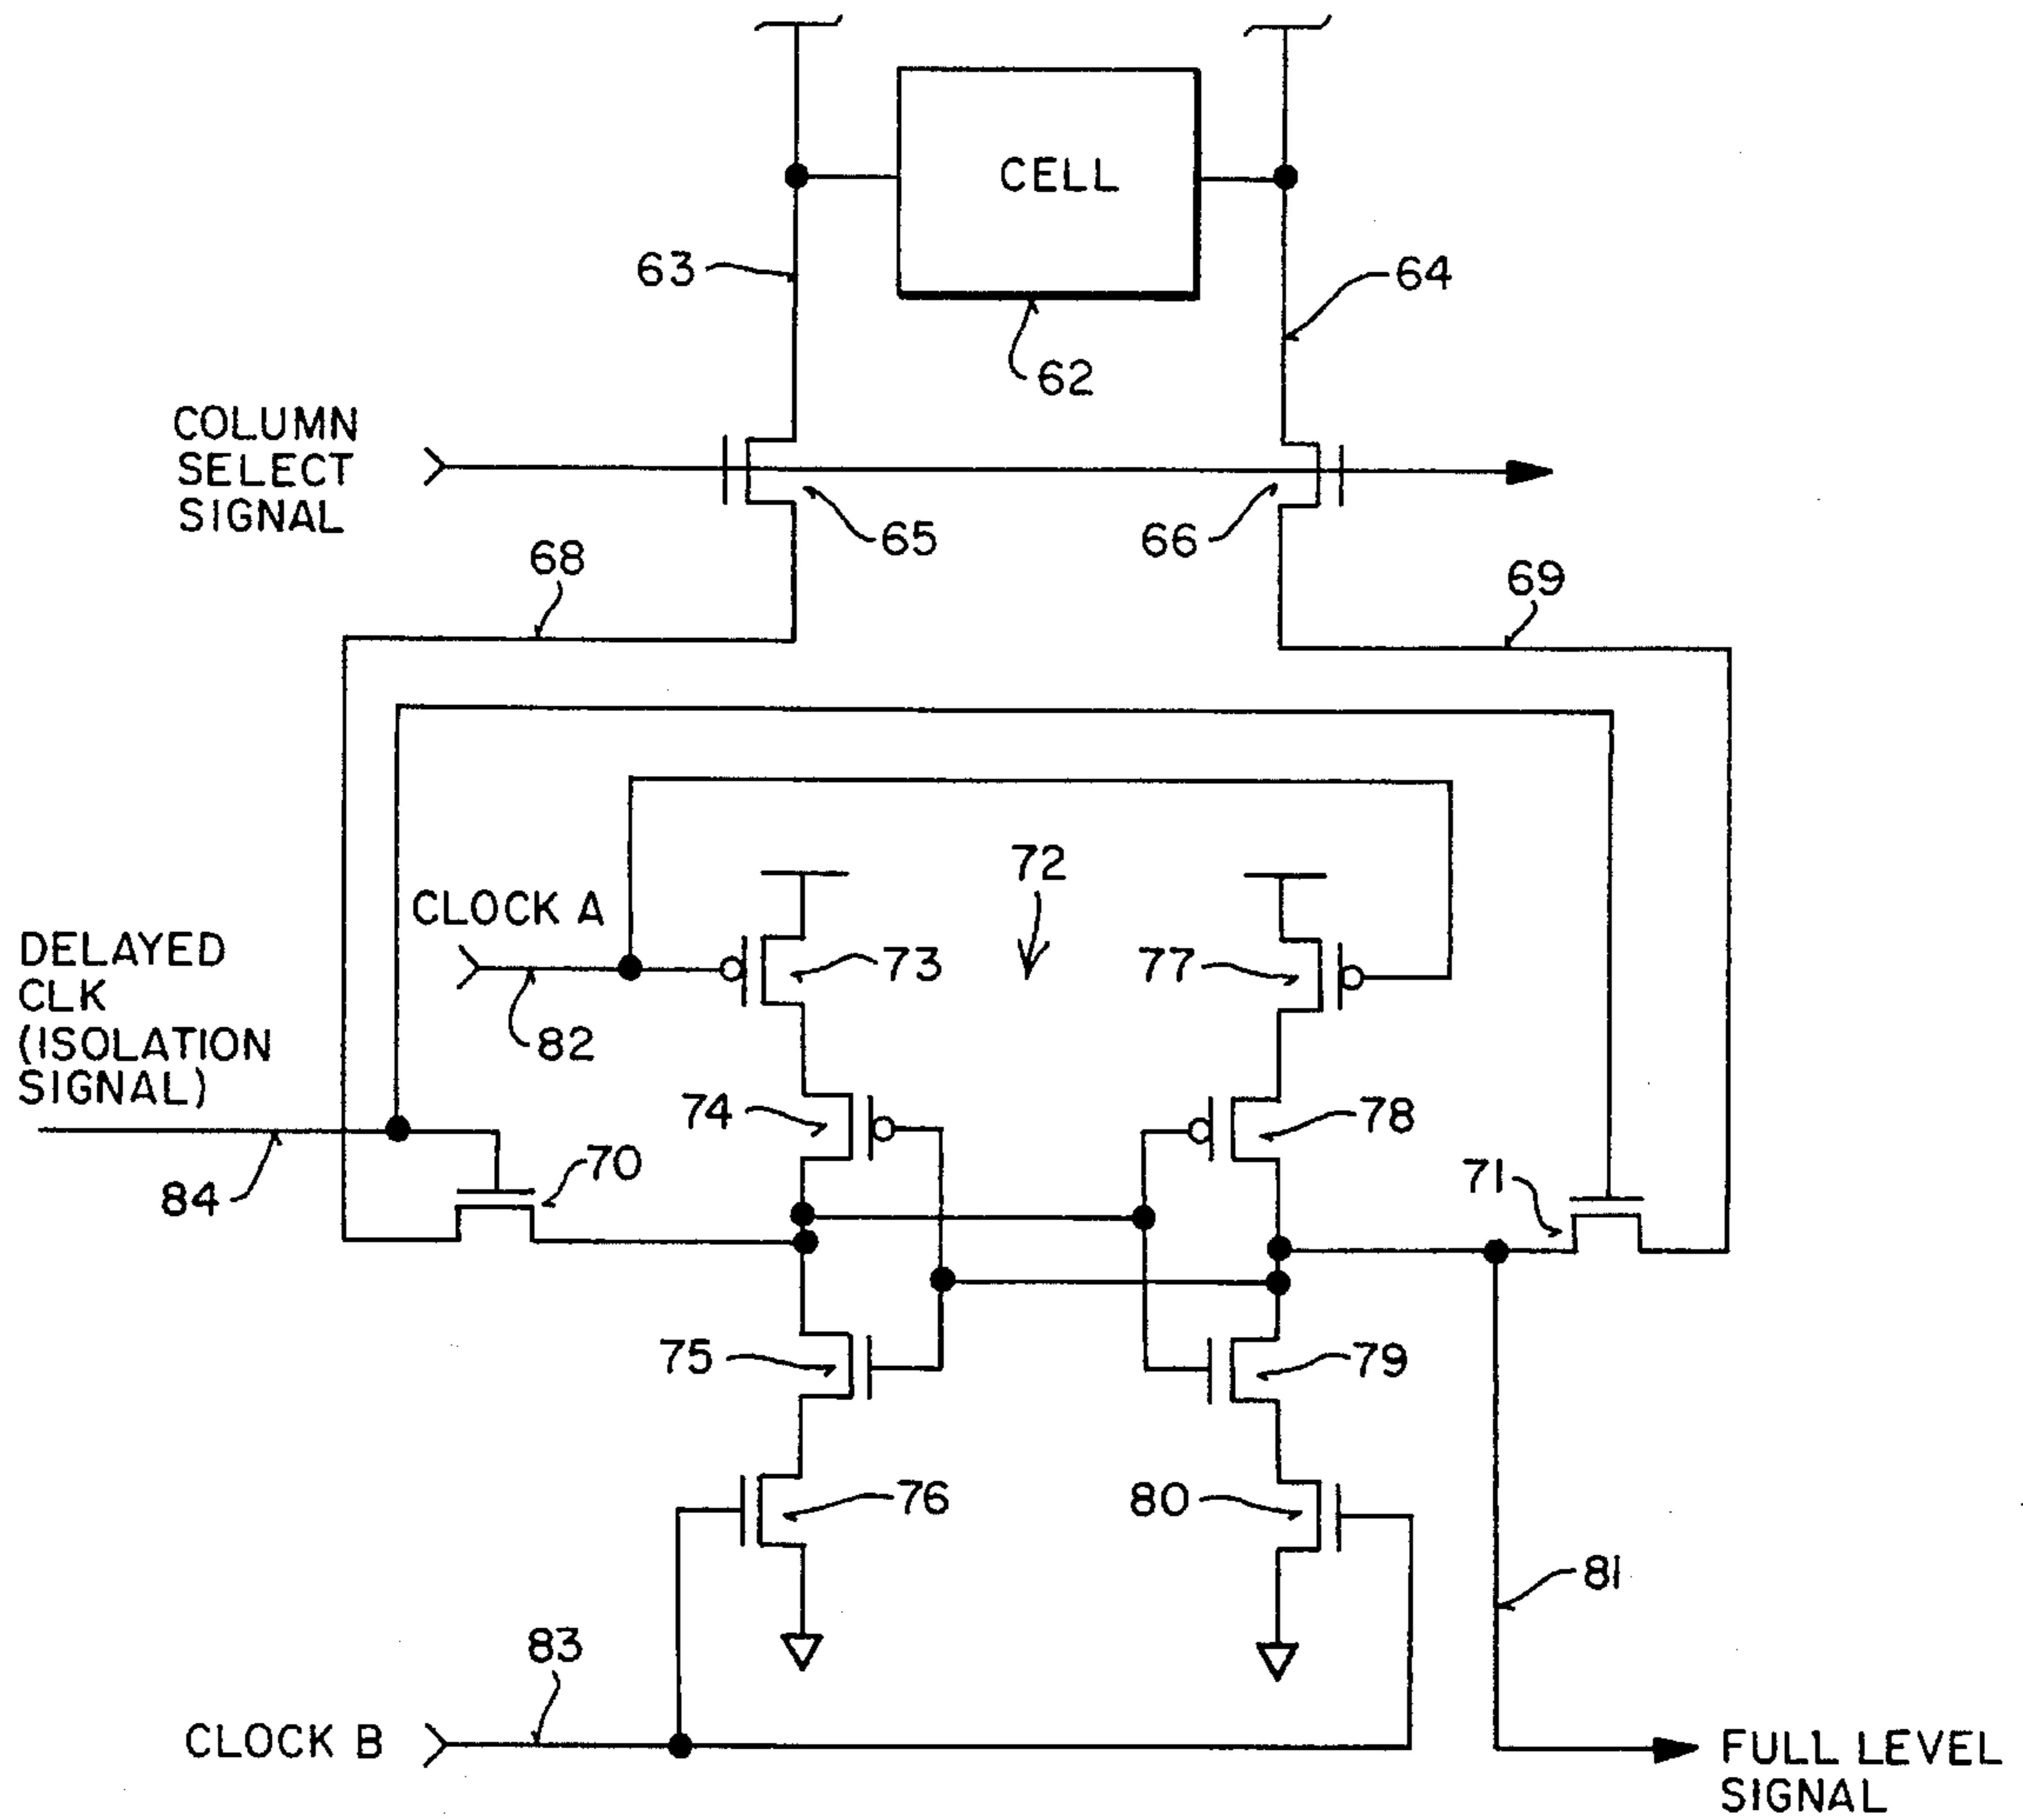 CELL
63
64
62
COLUMN
SELECT
SIGNAL
65
66
68
69
72
CLOCK A
73
77
DELAYED
CLK
(ISOLATION
SIGNAL)
82
74
78
70
71
84
75
79
76
80
81
83
CLOCK B
FULL LEVEL
SIGNAL